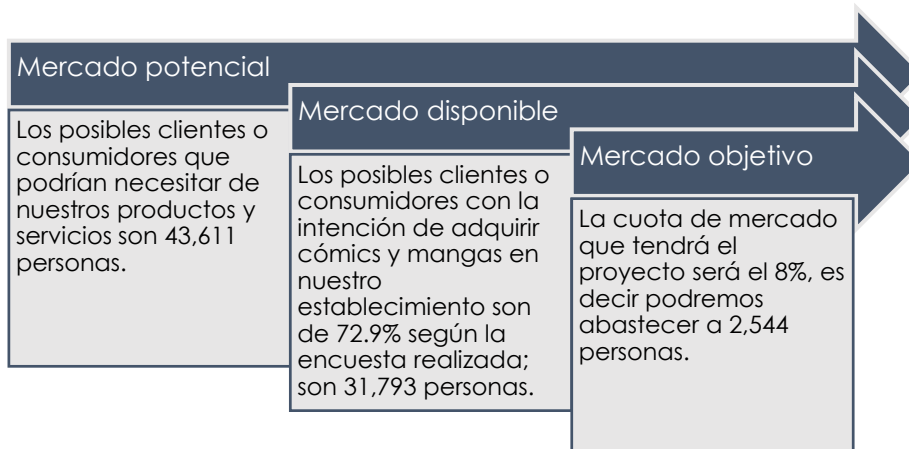 Mercado potencial
Los posibles clientes o
consumidores que
podrían necesitar de
nuestros productos y
servicios son 43,611
personas.
Mercado disponible
Los posibles clientes o
consumidores con la
intención de adquirir
cómics y mangas en
nuestro
establecimiento son
de 72.9% según la
encuesta realizada;
son 31,793 personas.
Mercado objetivo
La cuota de mercado
que tendrá el
proyecto será el 8%, es
decir podremos
abastecer a 2,544
personas.